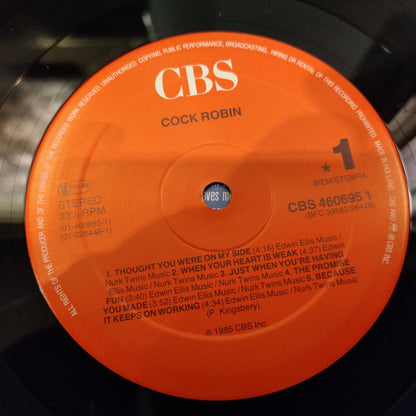 ALL RIGHTS OF THE PRODUCER AND OF THE OWNER OF THE RECORDED WORK RESERVED. UNAUTHORISED COPYING, PUBLIC PERFORMANCE, BROADCASTING, HIRING OR RENTAL OF THIS RECORDING PROHIBITED. MADE IN HOLLAND.
CBS
COCK ROBIN
STEREO
33⅓ RPM
(01-460695-1)
(01-026448-1)
1
BIEM/STEMRA
CBS 460695 1
(BFC 39582/26448)
1. THOUGHT YOU WERE ON MY SIDE (4:16) Edwin Ellis Music /
Nurk Twins Music 2. WHEN YOUR HEART IS WEAK (4:37) Edwin
Ellis Music / Nurk Twins Music 3. JUST WHEN YOU'RE HAVING
FUN (3:40) Edwin Ellis Music / Nurk Twins Music 4. THE PROMISE
YOU MADE (3:52) Edwin Ellis Music / Nurk Twins Music 5. BECAUSE
IT KEEPS ON WORKING (4:34) Edwin Ellis Music / Nurk Twins Music
(P. Kingsbery)
℗ 1985 CBS Inc.